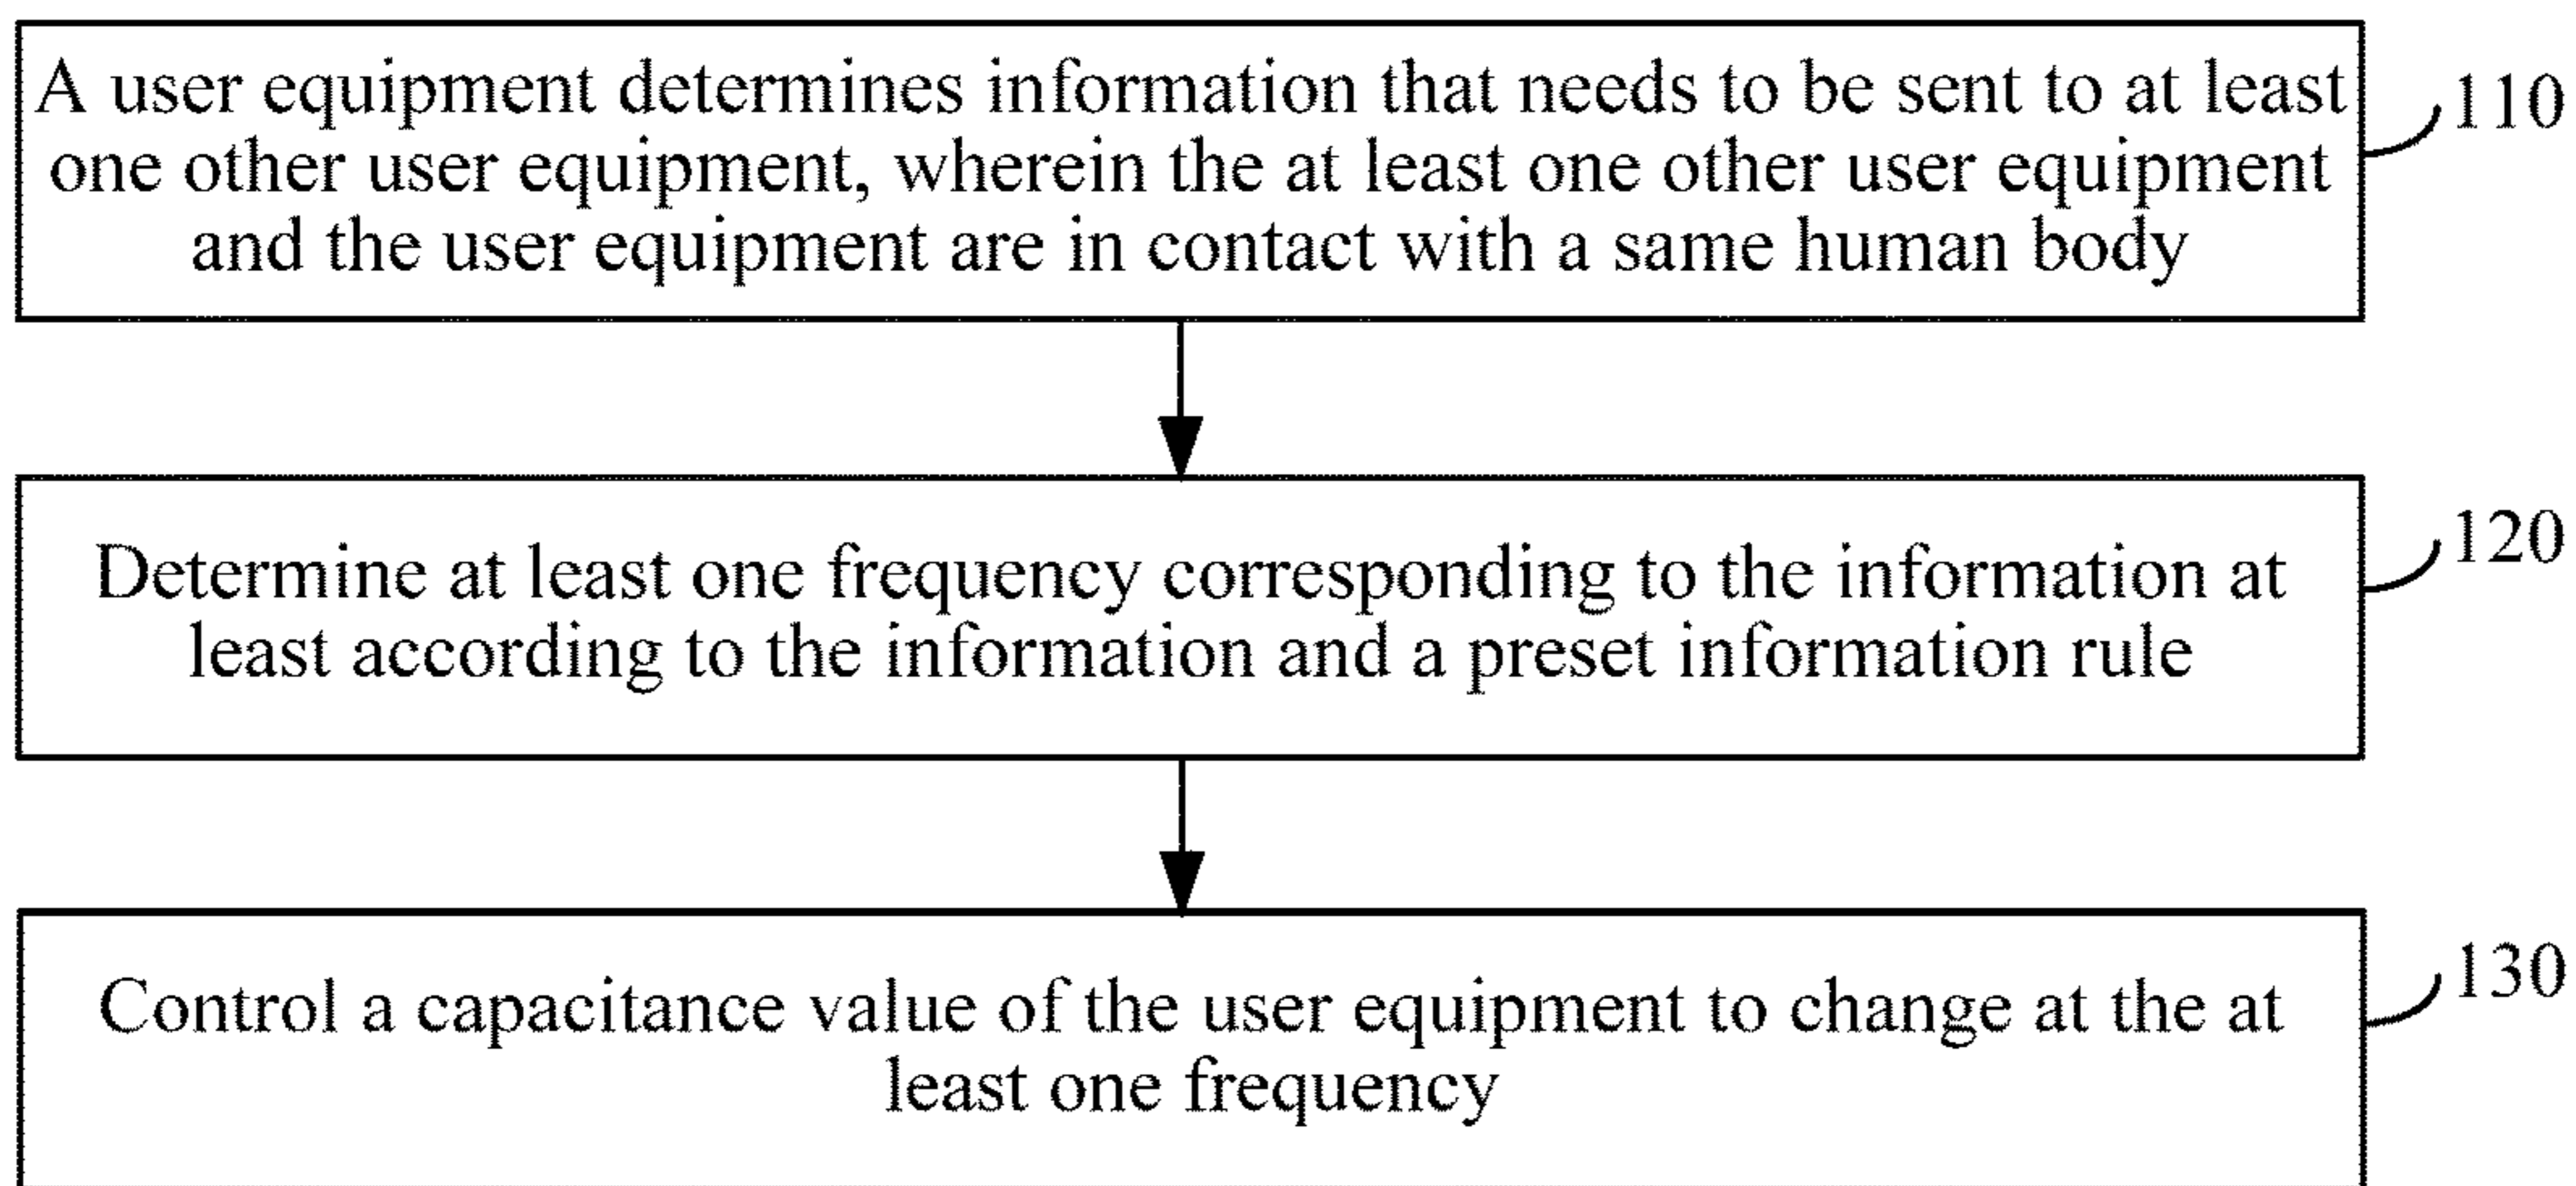 A user equipment determines information that needs to be sent to at least
one other user equipment, wherein the at least one other user equipment
and the user equipment are in contact with a same human body
110
Determine at least one frequency corresponding to the information at
least according to the information and a preset information rule
120
Control a capacitance value of the user equipment to change at the at
least one frequency
130